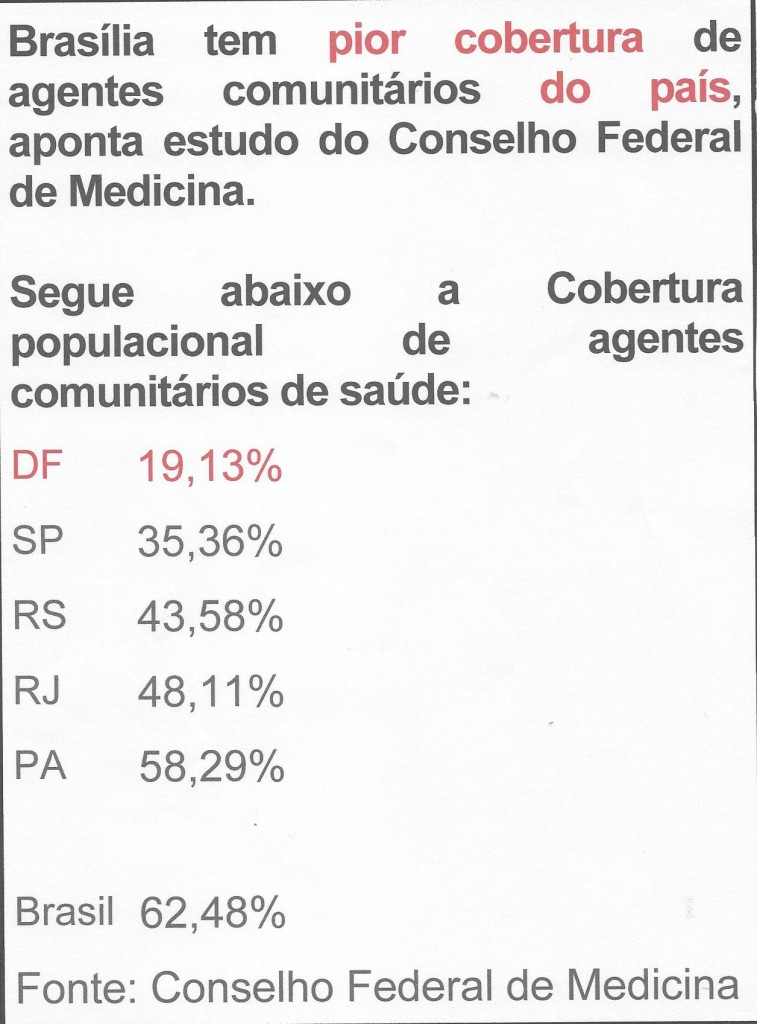 Brasília tem pior cobertura de
agentes comunitários do país,
aponta estudo do Conselho Federal
de Medicina.
Segue abaixo a Cobertura
populacional de agentes
comunitários de saúde:
DF 19,13%
SP 35,36%
RS 43,58%
RJ 48,11%
PA 58,29%
Brasil 62,48%
Fonte: Conselho Federal de Medicina